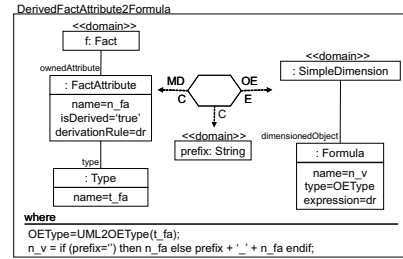 DerivedFactAttribute2Formula
<<domain>>
f: Fact
ownedAttribute
: FactAttribute
name=n_fa
isDerived='true'
derivationRule=dr
type
: Type
name=t_fa
MD
OE
C
E
C
<<domain>>
prefix: String
<<domain>>
: SimpleDimension
dimensionedObject
: Formula
name=n_v
type=OEType
expression=dr
where
OEType=UML2OEType(t_fa);
n_v = if (prefix='') then n_fa else prefix + '_' + n_fa endif;